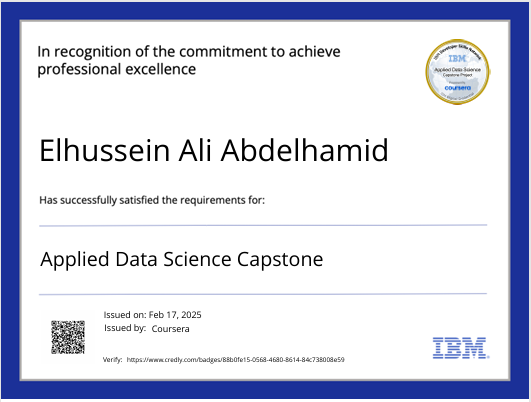 In recognition of the commitment to achieve
professional excellence
IBM Developer Skills Network
IBM
Applied Data Science
Capstone Project
coursera
Elhussein Ali Abdelhamid
Has successfully satisfied the requirements for:
Applied Data Science Capstone
Issued on: Feb 17, 2025
Issued by: Coursera
Verify: https://www.credly.com/badges/88b0fe15-0568-4680-8614-84c738008e59
IBM.